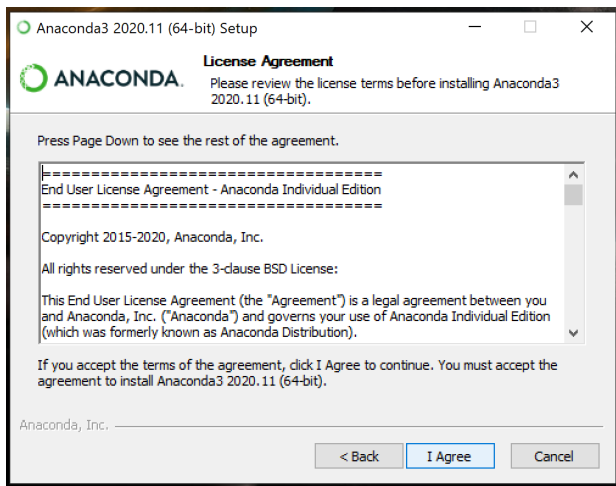 Anaconda3 2020.11 (64-bit) Setup
ANACONDA.
License Agreement
Please review the license terms before installing Anaconda3
2020.11 (64-bit).
Press Page Down to see the rest of the agreement.
===================================
End User License Agreement - Anaconda Individual Edition
===================================
Copyright 2015-2020, Anaconda, Inc.
All rights reserved under the 3-clause BSD License:
This End User License Agreement (the "Agreement") is a legal agreement between you
and Anaconda, Inc. ("Anaconda") and governs your use of Anaconda Individual Edition
(which was formerly known as Anaconda Distribution).
If you accept the terms of the agreement, click I Agree to continue. You must accept the
agreement to install Anaconda3 2020.11 (64-bit).
Anaconda, Inc.
< Back
I Agree
Cancel